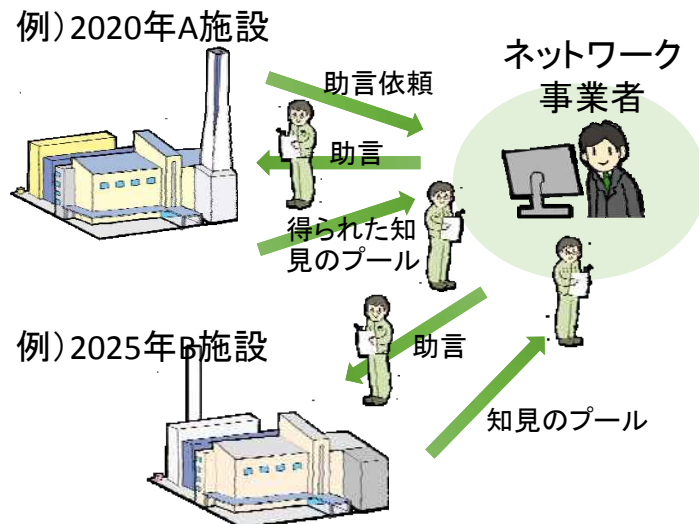 例）2020年A施設
ネットワーク
事業者
助言依頼
助言
得られた知
見のプール
例）2025年B施設
助言
知見のプール